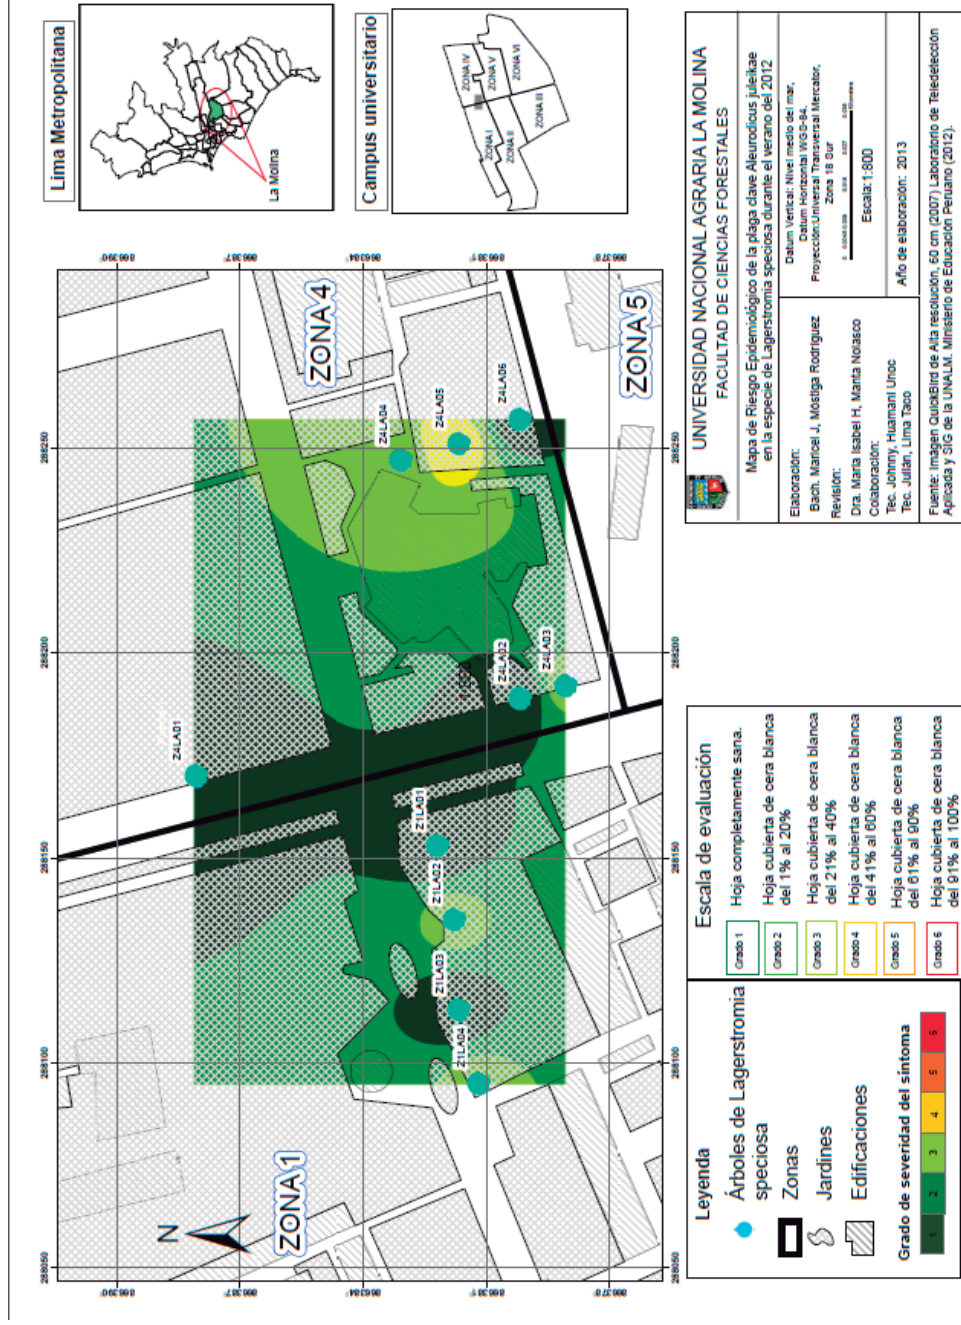 Lima Metropolitana
La Molina
Campus universitario
ZONA IV
ZONA V
ZONA VI
ZONA I
ZONA II
ZONA III
288050
288100
288150
288200
288250
N
ZONA 1
ZONA 4
ZONA 5
Z4LA01
Z4LA04
Z4LA05
Z4LA06
Z4LA02
Z4LA03
Z1LA01
Z1LA02
Z1LA03
Z1LA04
288050
288100
288150
288200
288250
Leyenda
Árboles de Lagerstromia
speciosa
Zonas
Jardines
Edificaciones
Grado de severidad del síntoma
1 2 3 4 5 6
Escala de evaluación
Grado 1 Hoja completamente sana.
Grado 2 Hoja cubierta de cera blanca
del 1% al 20%
Grado 3 Hoja cubierta de cera blanca
del 21% al 40%
Grado 4 Hoja cubierta de cera blanca
del 41% al 60%
Grado 5 Hoja cubierta de cera blanca
del 61% al 90%
Grado 6 Hoja cubierta de cera blanca
del 91% al 100%
UNIVERSIDAD NACIONAL AGRARIA LA MOLINA
FACULTAD DE CIENCIAS FORESTALES
Mapa de Riesgo Epidemiológico de la plaga clave Aleurodicus juleikae
en la especie de Lagerstromia speciosa durante el verano del 2012
Elaboración:
Bach. Maricel J, Móstiga Rodríguez
Revisión:
Dra. María Isabel H, Manta Nolasco
Colaboración:
Tec. Johnny, Huamaní Unoc
Tec. Julián, Lima Taco
Datum Vertical: Nivel medio del mar,
Datum Horizontal WGS-84.
Proyección:Universal Transversal Mercator,
Zona 18 Sur
Escala:1:800
Año de elaboración: 2013
Fuente: Imagen QuickBird de Alta resolución, 60 cm (2007) Laboratorio de Teledetección
Aplicada y SIG de la UNALM. Ministerio de Educación Peruano (2012).